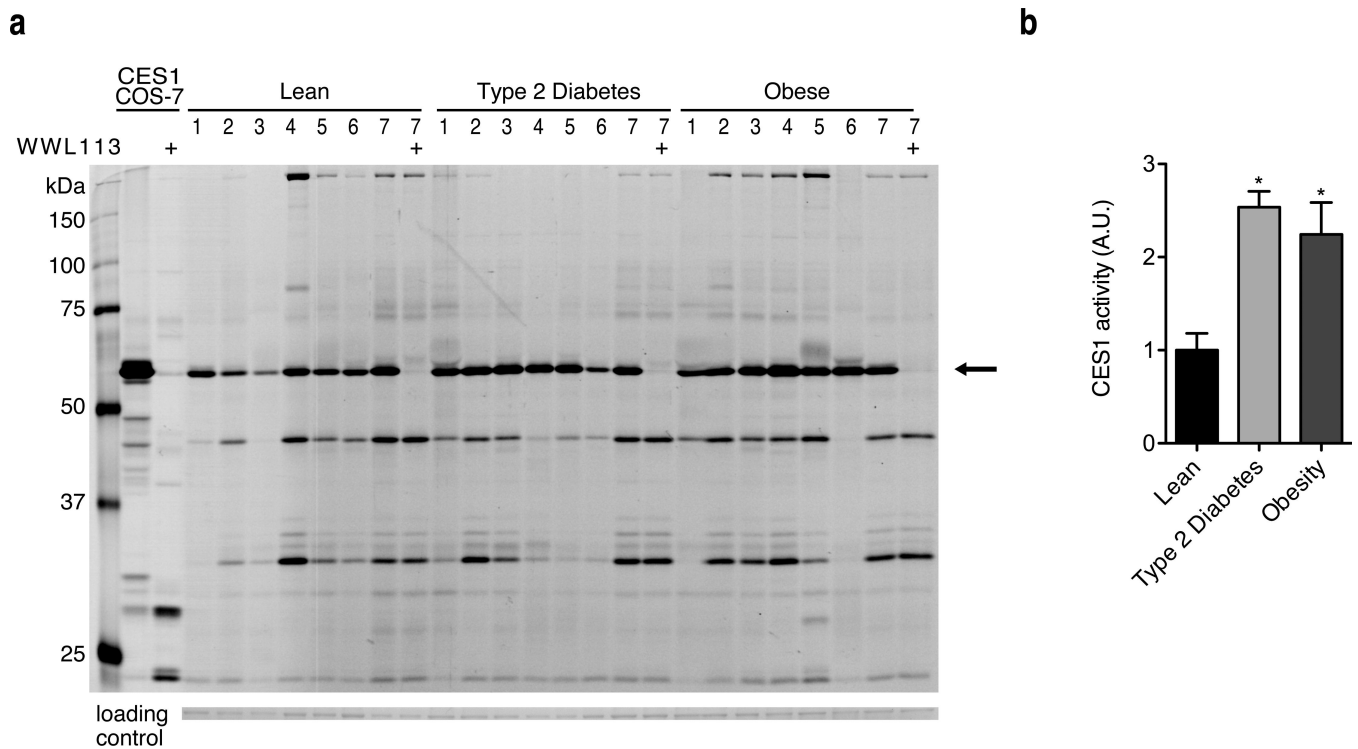 a
b
CES1
COS-7
Lean
Type 2 Diabetes
Obese
1 2 3 4 5 6 7 7 1 2 3 4 5 6 7 7 1 2 3 4 5 6 7 7
WWL113 + + + +
kDa
150
100
75
50
37
25
loading
control
3
2
1
0
CES1 activity (A.U.)
* *
Lean
Type 2 Diabetes
Obesity